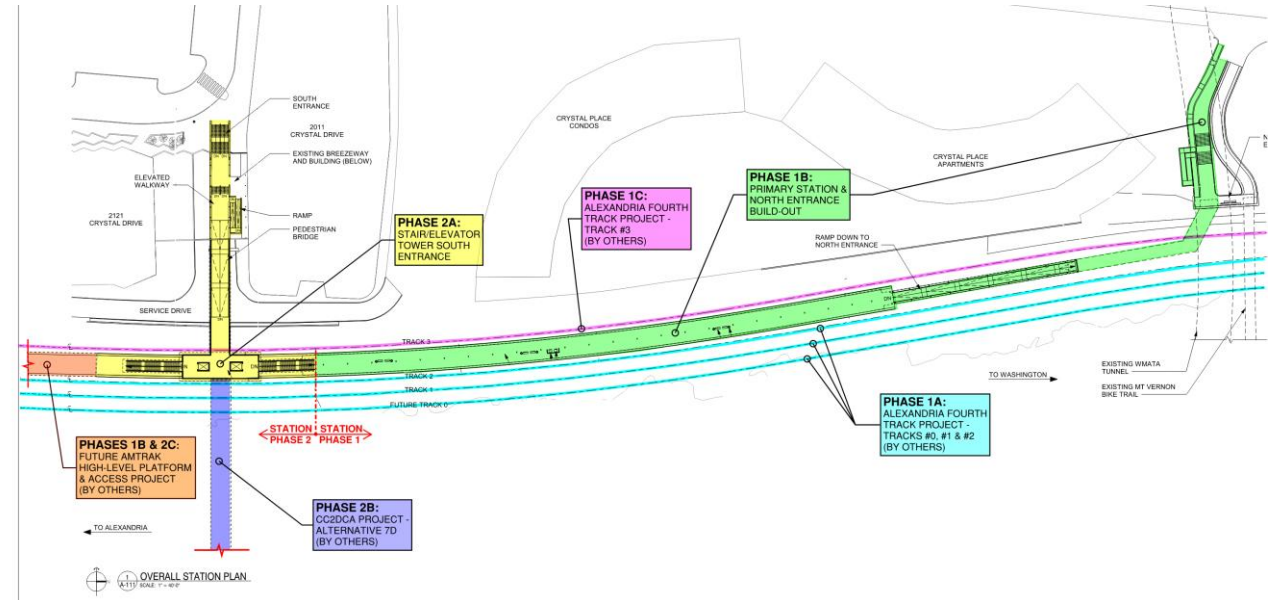 SOUTH
ENTRANCE
2011
CRYSTAL DRIVE
EXISTING BREEZEWAY
AND BUILDING (BELOW)
ELEVATED
WALKWAY
2121
CRYSTAL DRIVE
RAMP
PEDESTRIAN
BRIDGE
SERVICE DRIVE
PHASE 2A:
STAIR/ELEVATOR
TOWER SOUTH
ENTRANCE
CRYSTAL PLACE
CONDOS
PHASE 1C:
ALEXANDRIA FOURTH
TRACK PROJECT -
TRACK #3
(BY OTHERS)
PHASE 1B:
PRIMARY STATION &
NORTH ENTRANCE
BUILD-OUT
CRYSTAL PLACE
APARTMENTS
RAMP DOWN TO
NORTH ENTRANCE
TRACK 3
TRACK 2
TRACK 1
FUTURE TRACK 0
STATION
PHASE 2
STATION
PHASE 1
TO WASHINGTON
EXISTING WMATA
TUNNEL
EXISTING MT VERNON
BIKE TRAIL
PHASE 1A:
ALEXANDRIA FOURTH
TRACK PROJECT -
TRACKS #0, #1 & #2
(BY OTHERS)
PHASES 1B & 2C:
FUTURE AMTRAK
HIGH-LEVEL PLATFORM
& ACCESS PROJECT
(BY OTHERS)
PHASE 2B:
CC2DCA PROJECT -
ALTERNATIVE 7D
(BY OTHERS)
TO ALEXANDRIA
1
A-111
OVERALL STATION PLAN
SCALE: 1" = 40'-0"